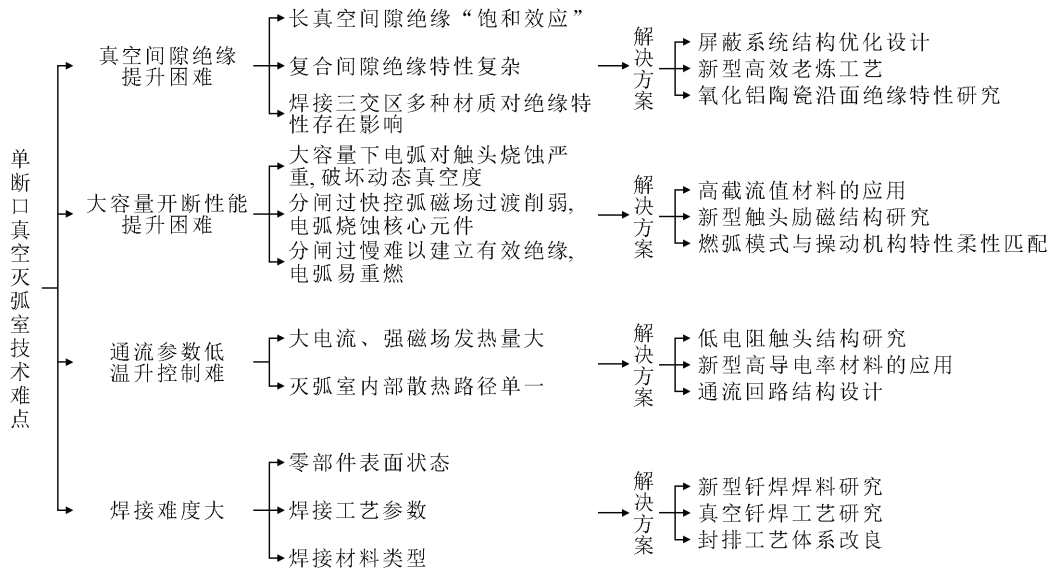 单断口真空灭弧室技术难点
真空间隙绝缘
提升困难
长真空间隙绝缘“饱和效应”
复合间隙绝缘特性复杂
焊接三交区多种材质对绝缘特
性存在影响
解决方案
屏蔽系统结构优化设计
新型高效老炼工艺
氧化铝陶瓷沿面绝缘特性研究
大容量开断性能
提升困难
大容量下电弧对触头烧蚀严
重,破坏动态真空度
分闸过快控弧磁场过渡削弱,
电弧烧蚀核心元件
分闸过慢难以建立有效绝缘,
电弧易重燃
解决方案
高截流值材料的应用
新型触头励磁结构研究
燃弧模式与操动机构特性柔性匹配
通流参数低
温升控制难
大电流、强磁场发热量大
灭弧室内部散热路径单一
解决方案
低电阻触头结构研究
新型高导电率材料的应用
通流回路结构设计
焊接难度大
零部件表面状态
焊接工艺参数
焊接材料类型
解决方案
新型钎焊焊料研究
真空钎焊工艺研究
封排工艺体系改良